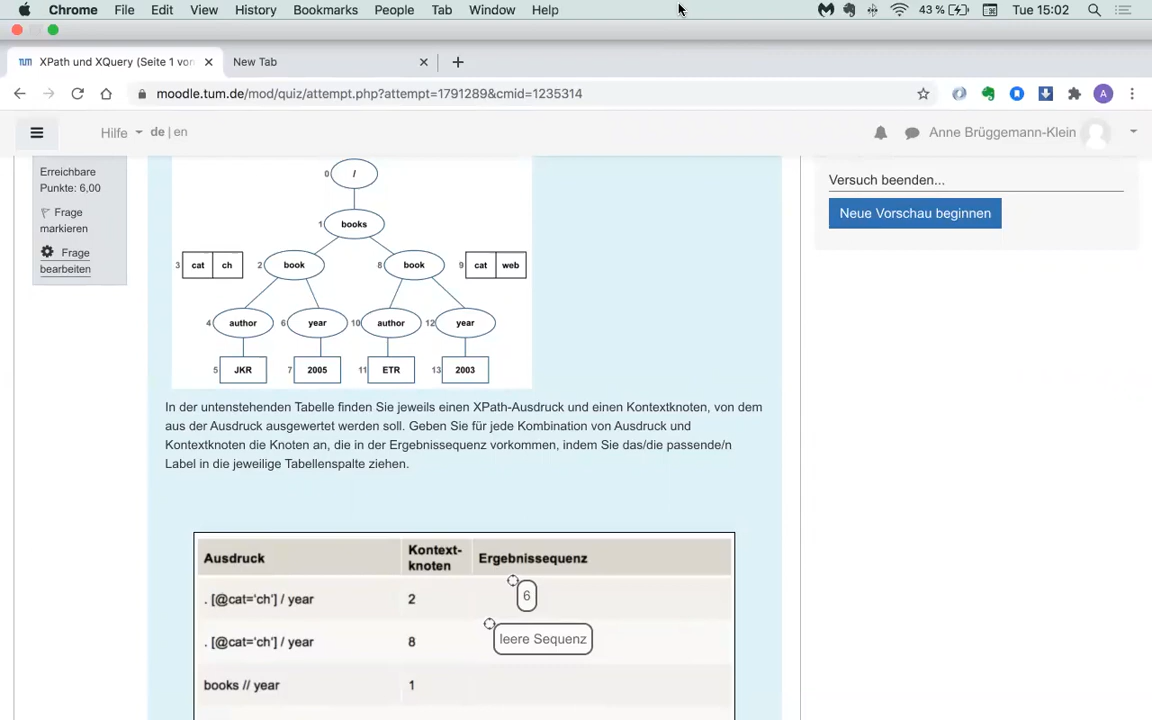 Chrome File Edit View History Bookmarks People Tab Window Help 43 % Tue 15:02
TUM XPath und XQuery (Seite 1 von New Tab
moodle.tum.de/mod/quiz/attempt.php?attempt=1791289&cmid=1235314 A
Hilfe de | en Anne Brüggemann-Klein
Erreichbare
Punkte: 6,00
Frage
markieren
Frage
bearbeiten
0 /
1 books
3 cat ch 2 book 8 book 9 cat web
4 author 6 year 10 author 12 year
5 JKR 7 2005 11 ETR 13 2003
Versuch beenden...
Neue Vorschau beginnen
In der untenstehenden Tabelle finden Sie jeweils einen XPath-Ausdruck und einen Kontextknoten, von dem
aus der Ausdruck ausgewertet werden soll. Geben Sie für jede Kombination von Ausdruck und
Kontextknoten die Knoten an, die in der Ergebnissequenz vorkommen, indem Sie das/die passende/n
Label in die jeweilige Tabellenspalte ziehen.
Ausdruck Kontext-
knoten Ergebnissequenz
. [@cat='ch'] / year 2 6
. [@cat='ch'] / year 8 leere Sequenz
books // year 1